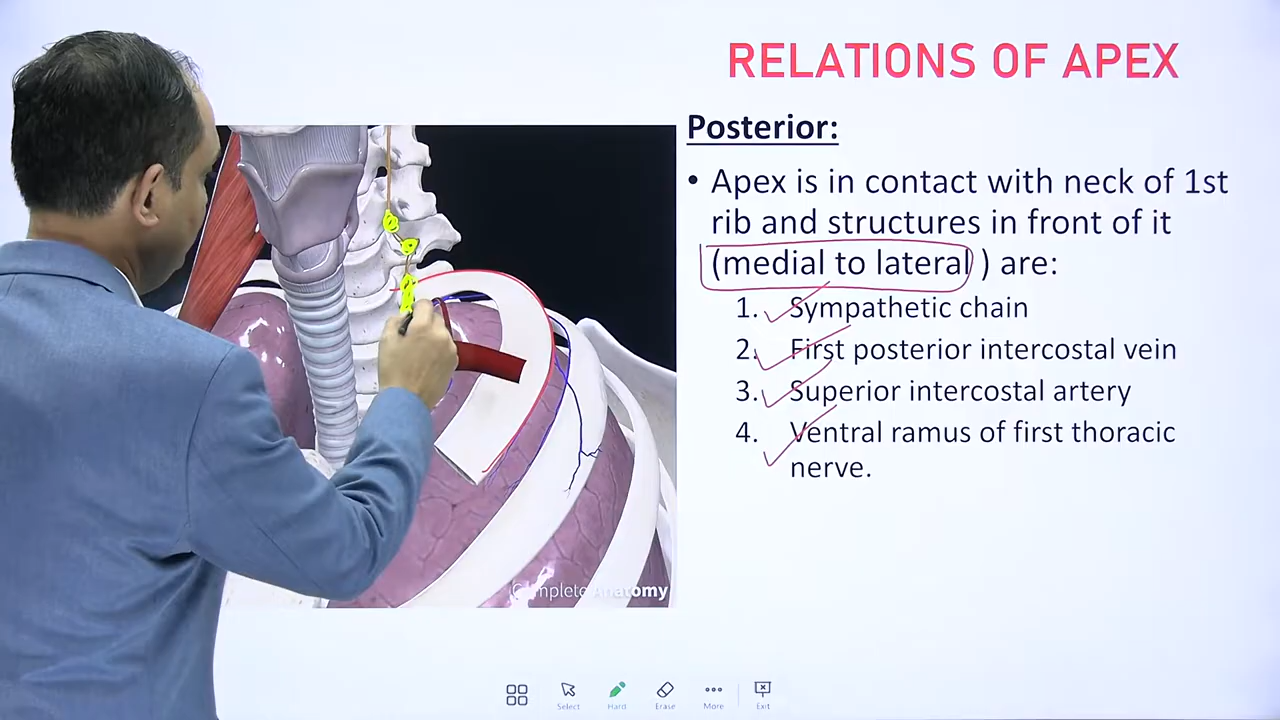 RELATIONS OF APEX
Posterior:
• Apex is in contact with neck of 1st
rib and structures in front of it
(medial to lateral ) are:
1. Sympathetic chain
2. First posterior intercostal vein
3. Superior intercostal artery
4. Ventral ramus of first thoracic
nerve.
Complete Anatomy
Select
Hard
Erase
More
Exit